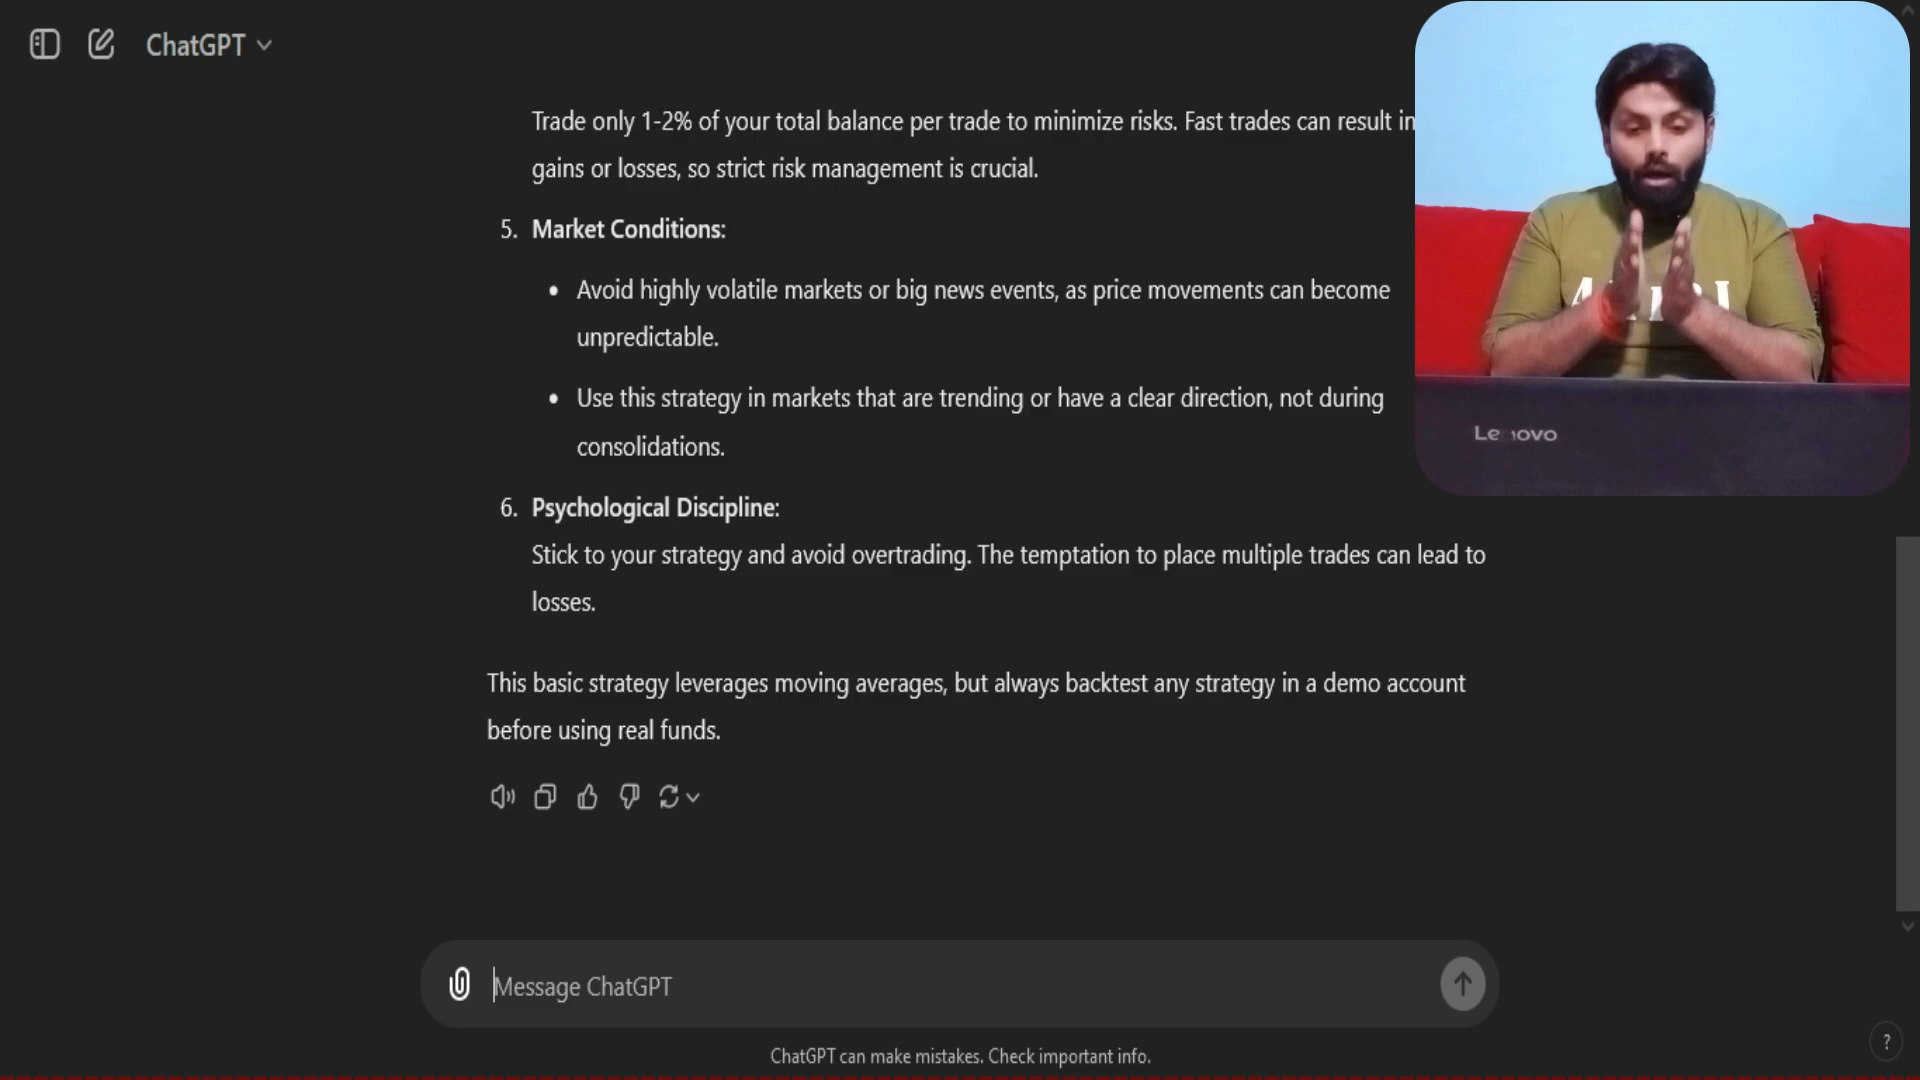 ChatGPT
Trade only 1-2% of your total balance per trade to minimize risks. Fast trades can result in
gains or losses, so strict risk management is crucial.
5. Market Conditions:
• Avoid highly volatile markets or big news events, as price movements can become
unpredictable.
• Use this strategy in markets that are trending or have a clear direction, not during
consolidations.
6. Psychological Discipline:
Stick to your strategy and avoid overtrading. The temptation to place multiple trades can lead to
losses.
This basic strategy leverages moving averages, but always backtest any strategy in a demo account
before using real funds.
Message ChatGPT
ChatGPT can make mistakes. Check important info.
?
Lenovo